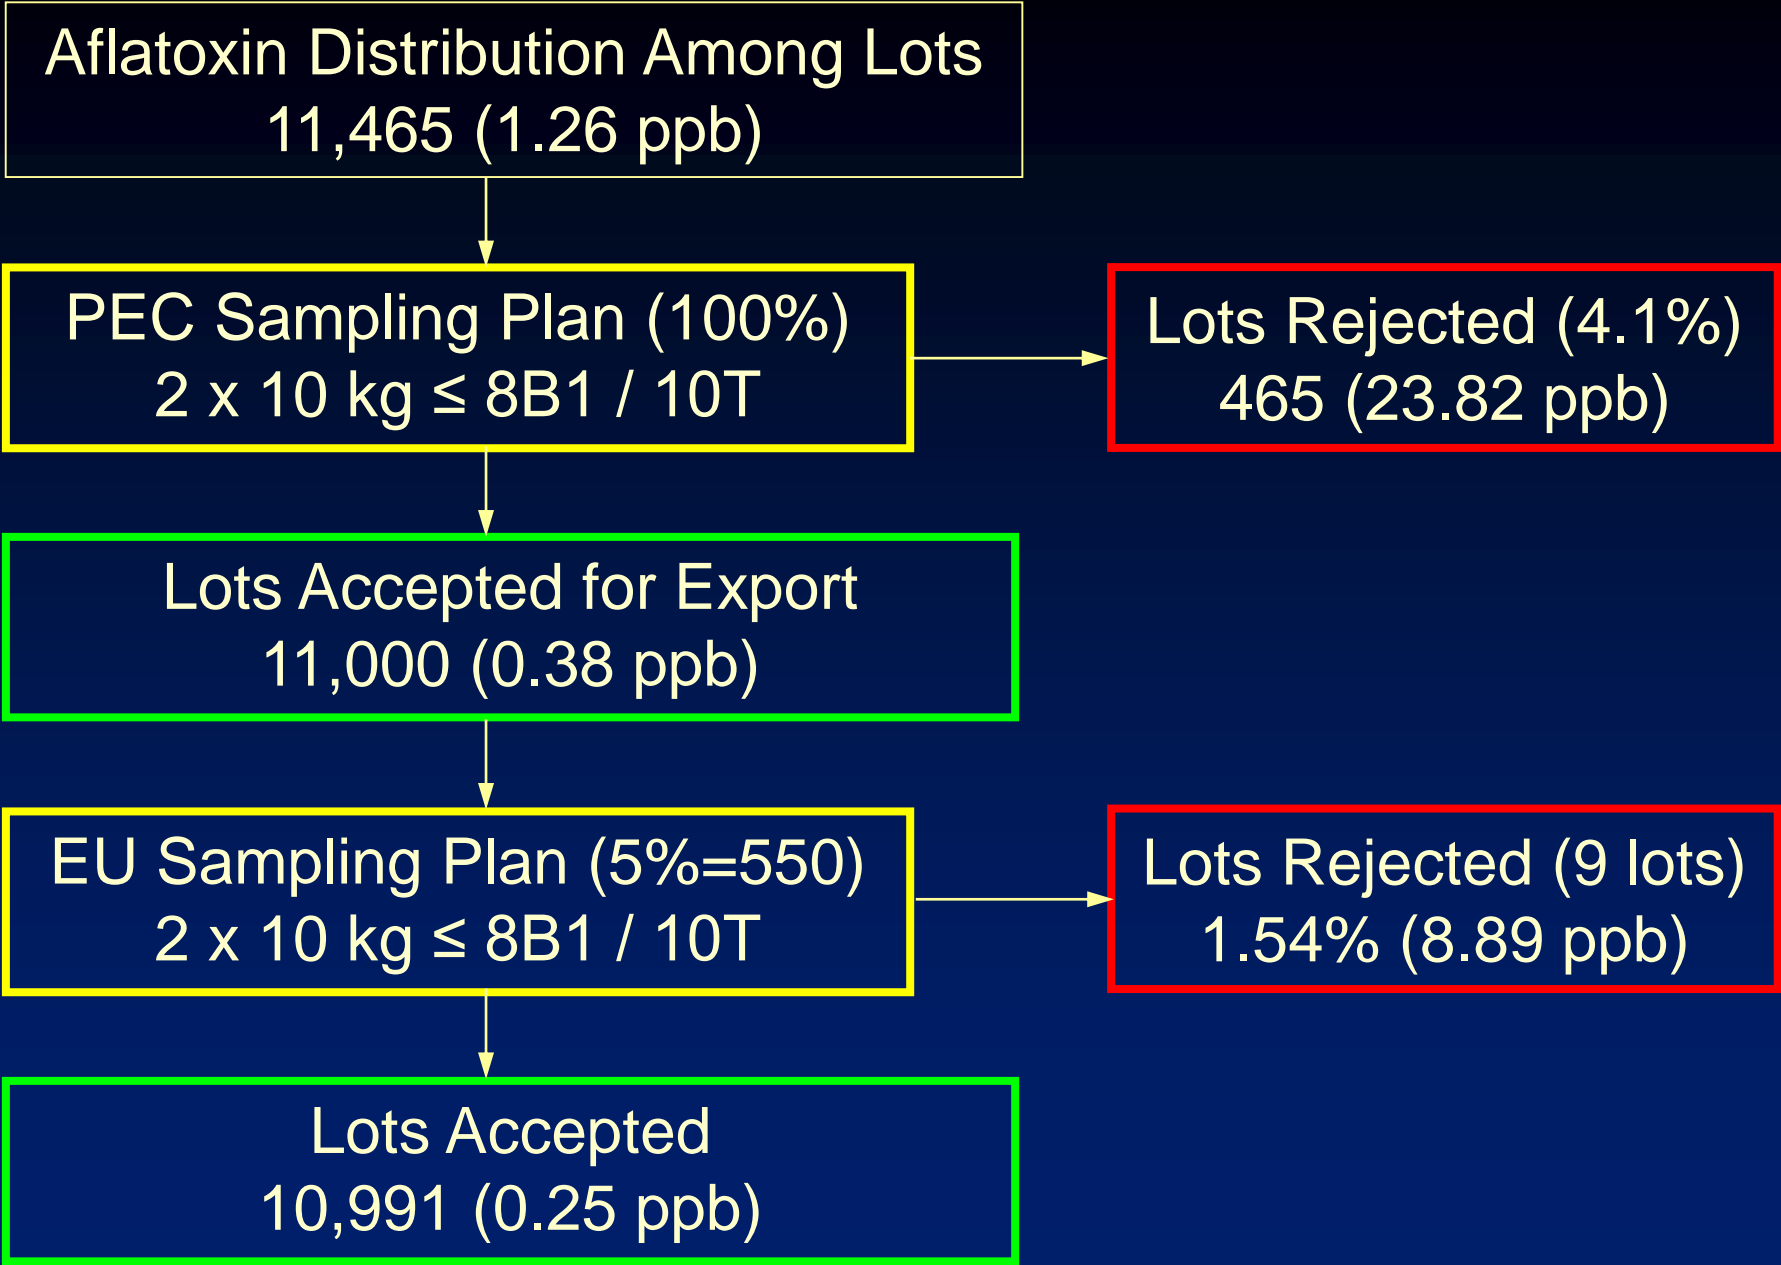 Aflatoxin Distribution Among Lots
11,465 (1.26 ppb)
PEC Sampling Plan (100%)
2 x 10 kg ≤ 8B1 / 10T
Lots Rejected (4.1%)
465 (23.82 ppb)
Lots Accepted for Export
11,000 (0.38 ppb)
EU Sampling Plan (5%=550)
2 x 10 kg ≤ 8B1 / 10T
Lots Rejected (9 lots)
1.54% (8.89 ppb)
Lots Accepted
10,991 (0.25 ppb)